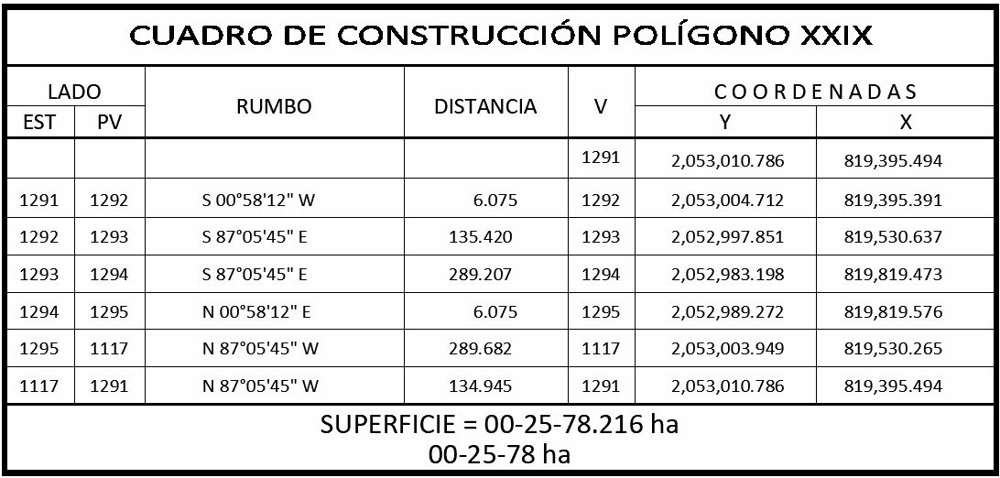 CUADRO DE CONSTRUCCIÓN POLÍGONO XXIX
LADO RUMBO DISTANCIA V COORDENADAS
EST PV Y X
1291 2,053,010.786 819,395.494
1291 1292 S 00°58'12" W 6.075 1292 2,053,004.712 819,395.391
1292 1293 S 87°05'45" E 135.420 1293 2,052,997.851 819,530.637
1293 1294 S 87°05'45" E 289.207 1294 2,052,983.198 819,819.473
1294 1295 N 00°58'12" E 6.075 1295 2,052,989.272 819,819.576
1295 1117 N 87°05'45" W 289.682 1117 2,053,003.949 819,530.265
1117 1291 N 87°05'45" W 134.945 1291 2,053,010.786 819,395.494
SUPERFICIE = 00-25-78.216 ha
00-25-78 ha